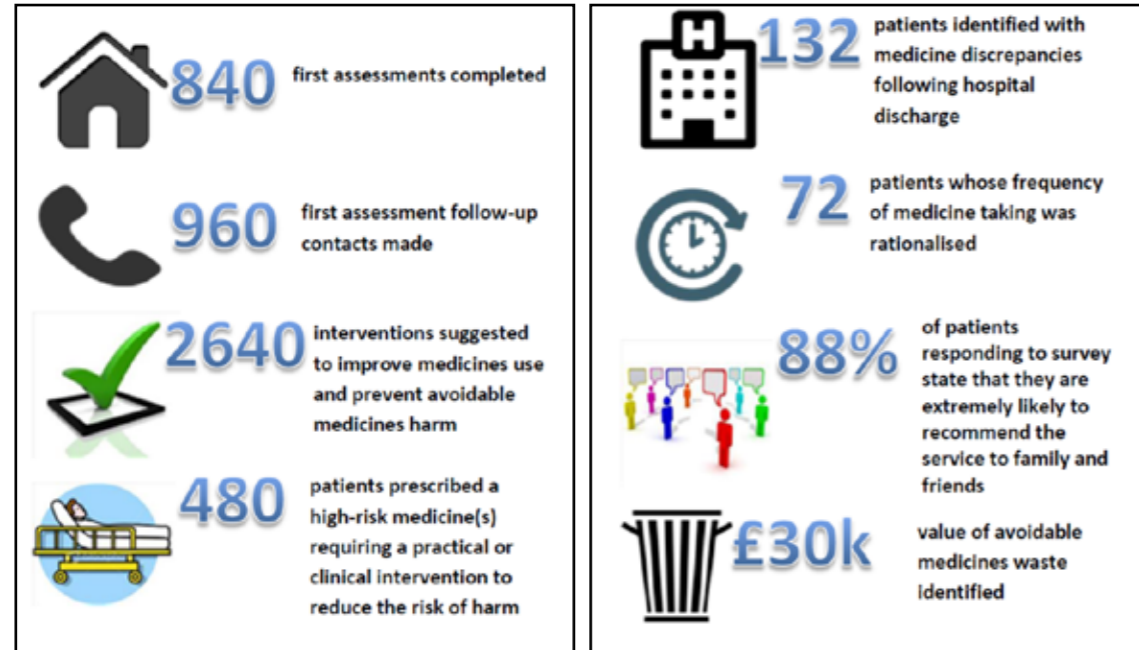 840 first assessments completed
960 first assessment follow-up
contacts made
2640 interventions suggested
to improve medicines use
and prevent avoidable
medicines harm
480 patients prescribed a
high-risk medicine(s)
requiring a practical or
clinical intervention to
reduce the risk of harm
H
132 patients identified with
medicine discrepancies
following hospital
discharge
72 patients whose frequency
of medicine taking was
rationalised
88% of patients
responding to survey
state that they are
extremely likely to
recommend the
service to family and
friends
£30k value of avoidable
medicines waste
identified